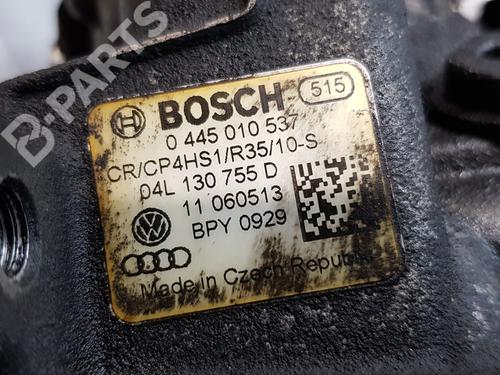 B-PARTS
BOSCH 515
0 445 010 537
CR/CP4HS1/R35/10-S
04L 130 755 D
11 060513
BPY 0929
Made in Czech Republic